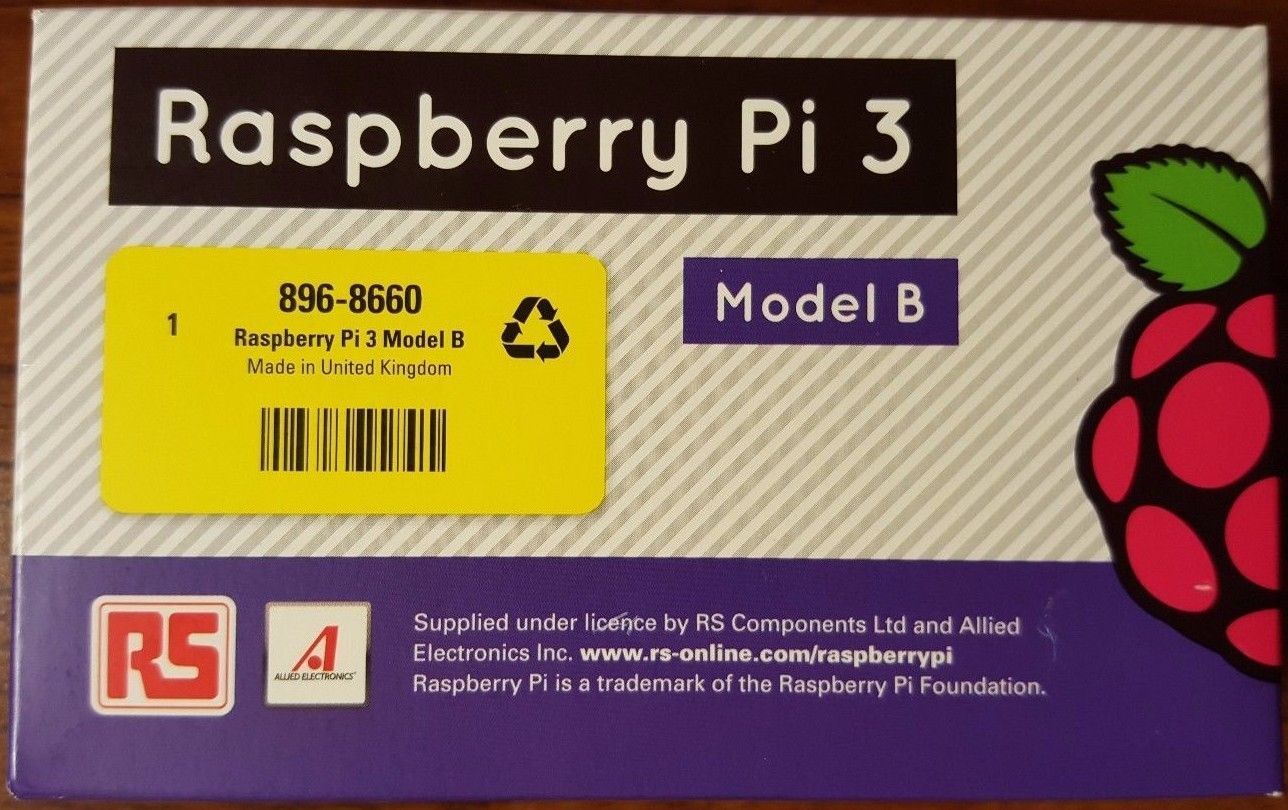 Raspberry Pi 3
Model B
1
896-8660
Raspberry Pi 3 Model B
Made in United Kingdom
RS
A
ALLIED ELECTRONICS
Supplied under licence by RS Components Ltd and Allied
Electronics Inc. www.rs-online.com/raspberrypi
Raspberry Pi is a trademark of the Raspberry Pi Foundation.